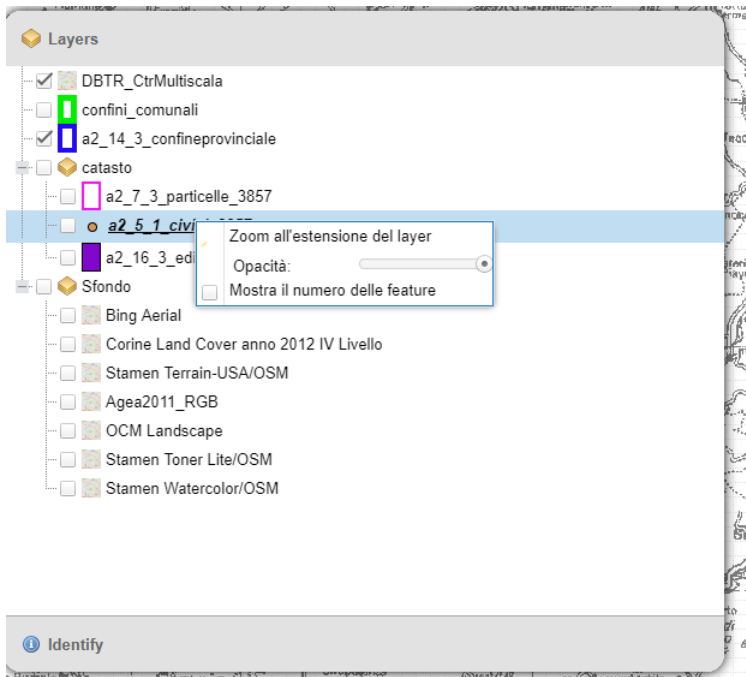 Layers
DBTR_CtrMultiscala
confini_comunali
a2_14_3_confineprovinciale
catasto
a2_7_3_particelle_3857
a2_5_1_civi
Zoom all'estensione del layer
a2_16_3_edi
Opacità:
Sfondo
Mostra il numero delle feature
Bing Aerial
Corine Land Cover anno 2012 IV Livello
Stamen Terrain-USA/OSM
Agea2011_RGB
OCM Landscape
Stamen Toner Lite/OSM
Stamen Watercolor/OSM
Identify